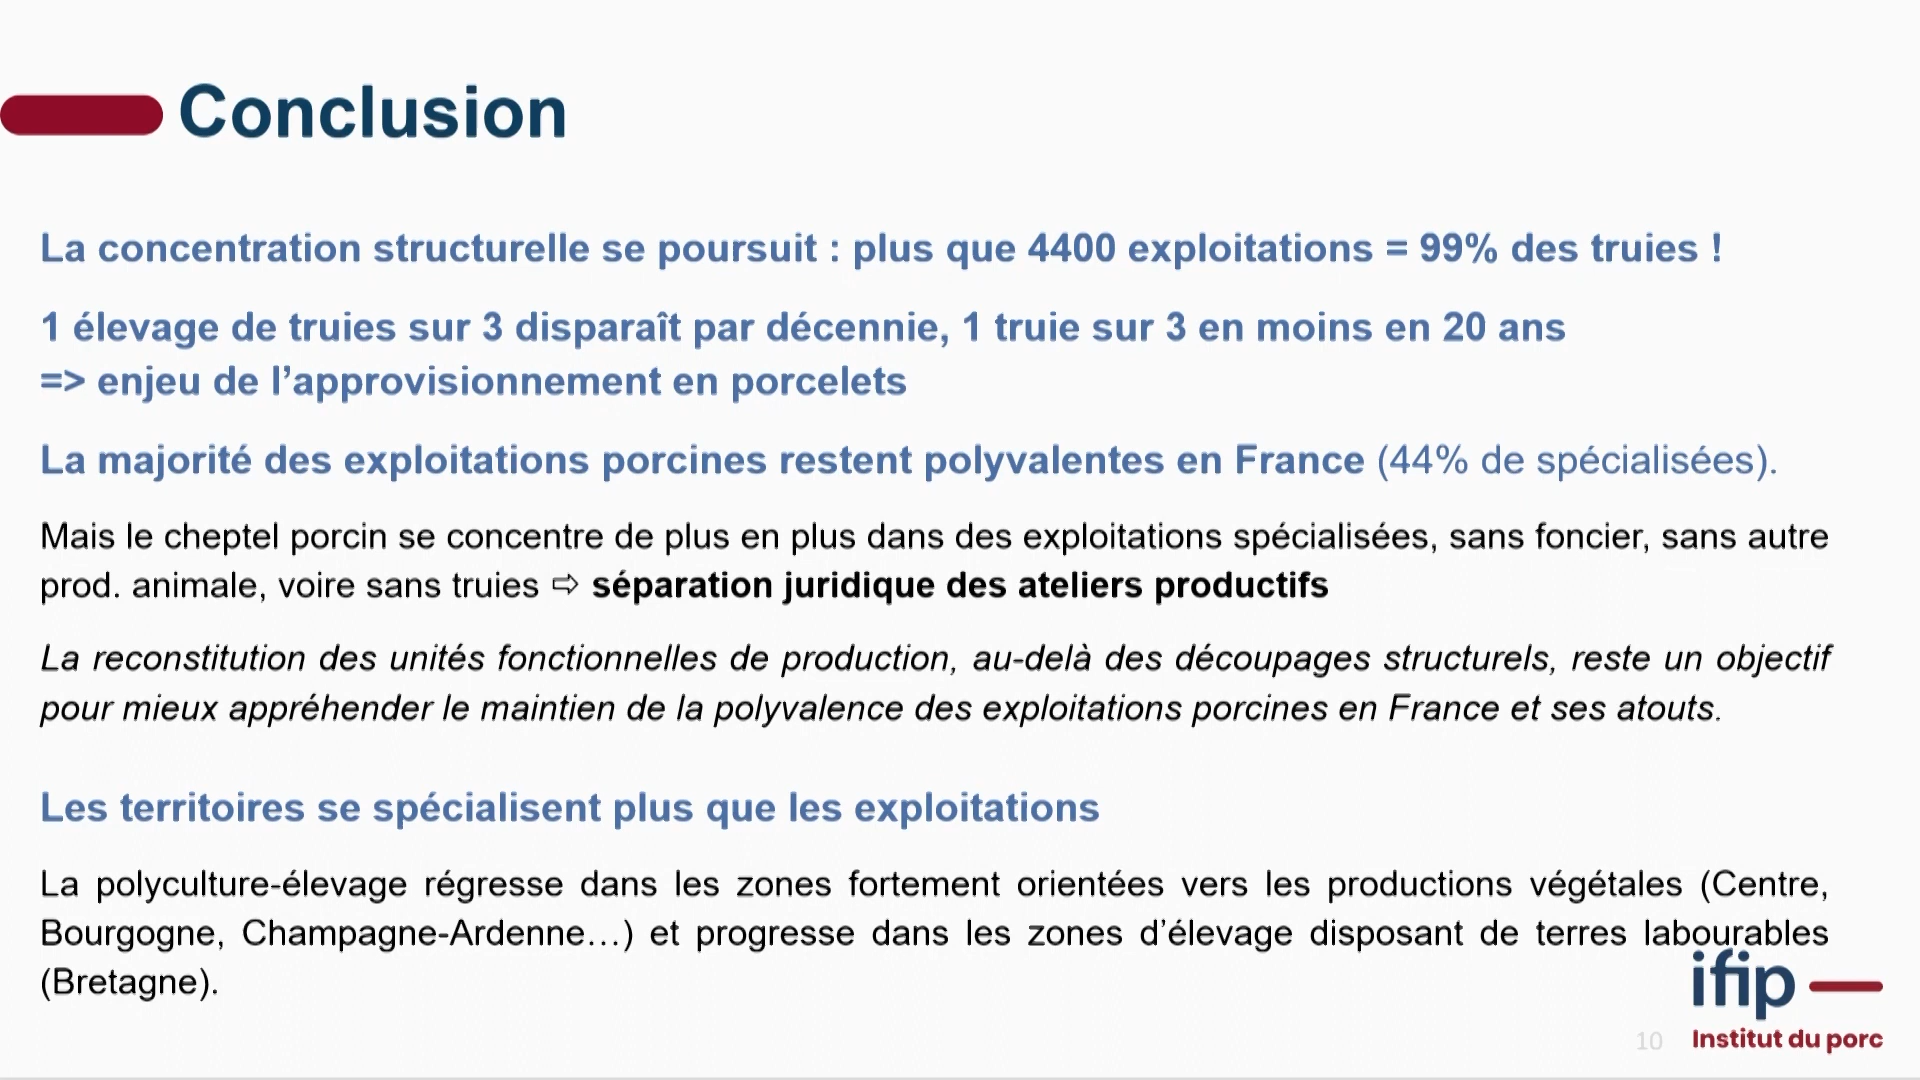 Conclusion
La concentration structurelle se poursuit : plus que 4400 exploitations = 99% des truies !
1 élevage de truies sur 3 disparaît par décennie, 1 truie sur 3 en moins en 20 ans
=> enjeu de l’approvisionnement en porcelets
La majorité des exploitations porcines restent polyvalentes en France (44% de spécialisées).
Mais le cheptel porcin se concentre de plus en plus dans des exploitations spécialisées, sans foncier, sans autre
prod. animale, voire sans truies ⇨ séparation juridique des ateliers productifs
La reconstitution des unités fonctionnelles de production, au-delà des découpages structurels, reste un objectif
pour mieux appréhender le maintien de la polyvalence des exploitations porcines en France et ses atouts.
Les territoires se spécialisent plus que les exploitations
La polyculture-élevage régresse dans les zones fortement orientées vers les productions végétales (Centre,
Bourgogne, Champagne-Ardenne…) et progresse dans les zones d’élevage disposant de terres labourables
(Bretagne).
ifip
10
Institut du porc